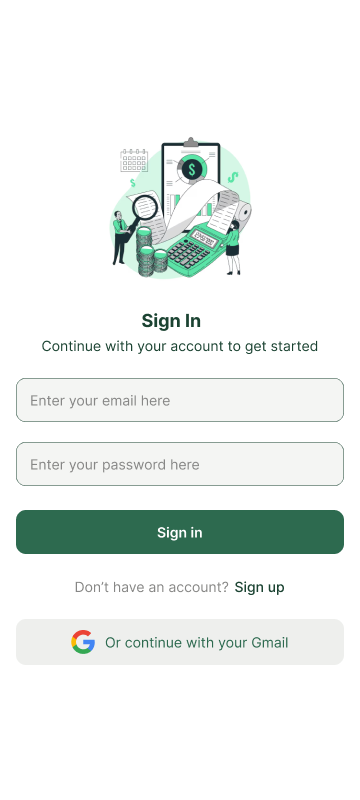 $
$
$
Sign In
Continue with your account to get started
Enter your email here
Enter your password here
Sign in
Don't have an account? Sign up
Or continue with your Gmail